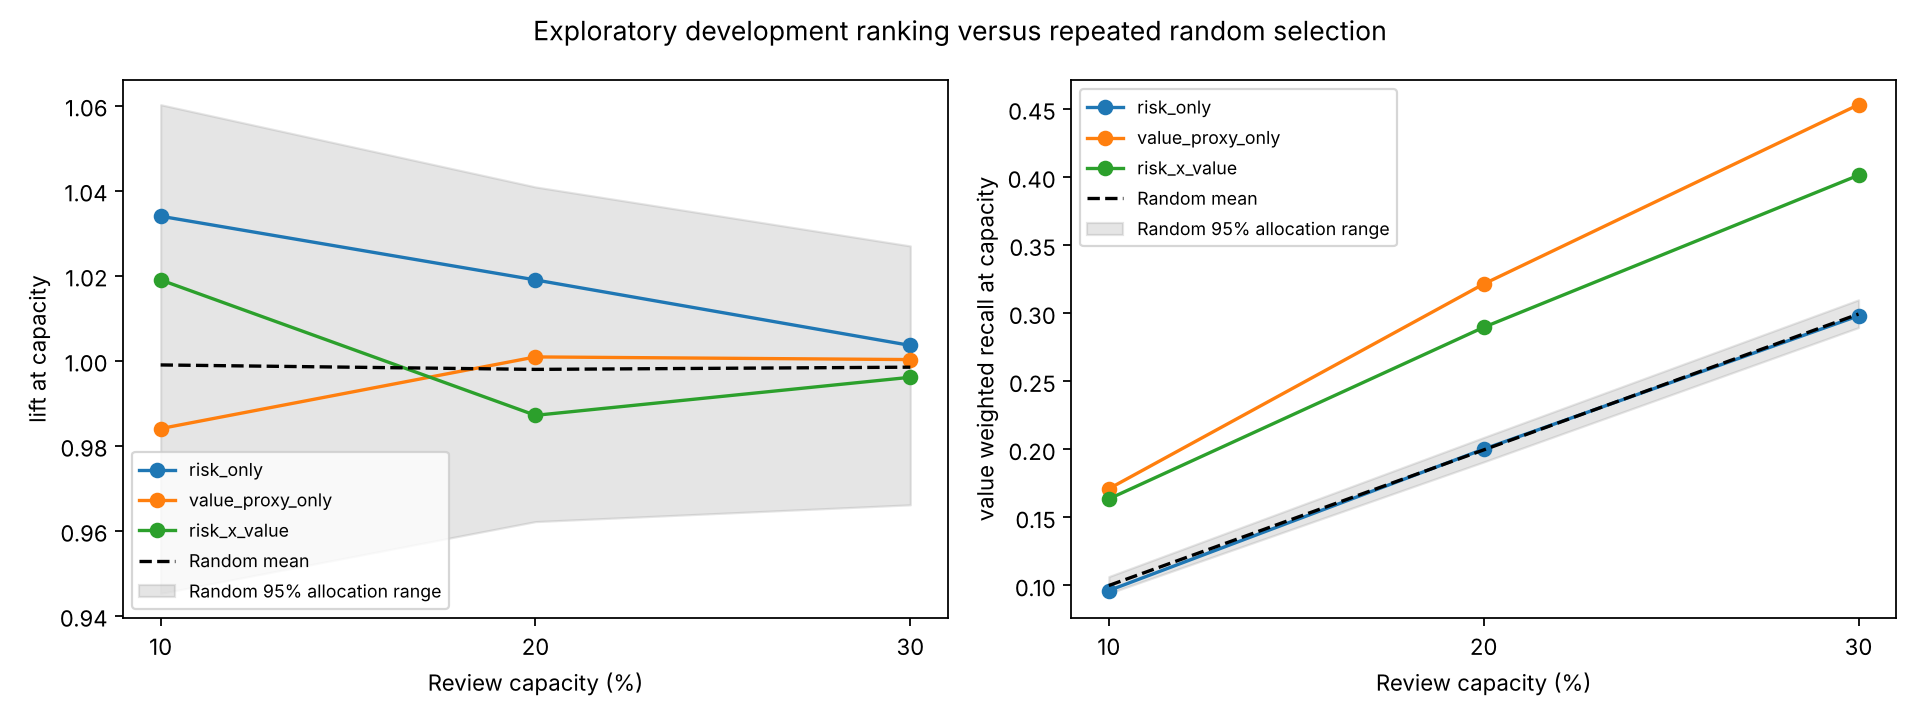 Exploratory development ranking versus repeated random selection
lift at capacity
1.06
1.04
1.02
1.00
0.98
0.96
0.94
risk_only
value_proxy_only
risk_x_value
Random mean
Random 95% allocation range
10
20
30
Review capacity (%)
value weighted recall at capacity
0.45
0.40
0.35
0.30
0.25
0.20
0.15
0.10
risk_only
value_proxy_only
risk_x_value
Random mean
Random 95% allocation range
10
20
30
Review capacity (%)